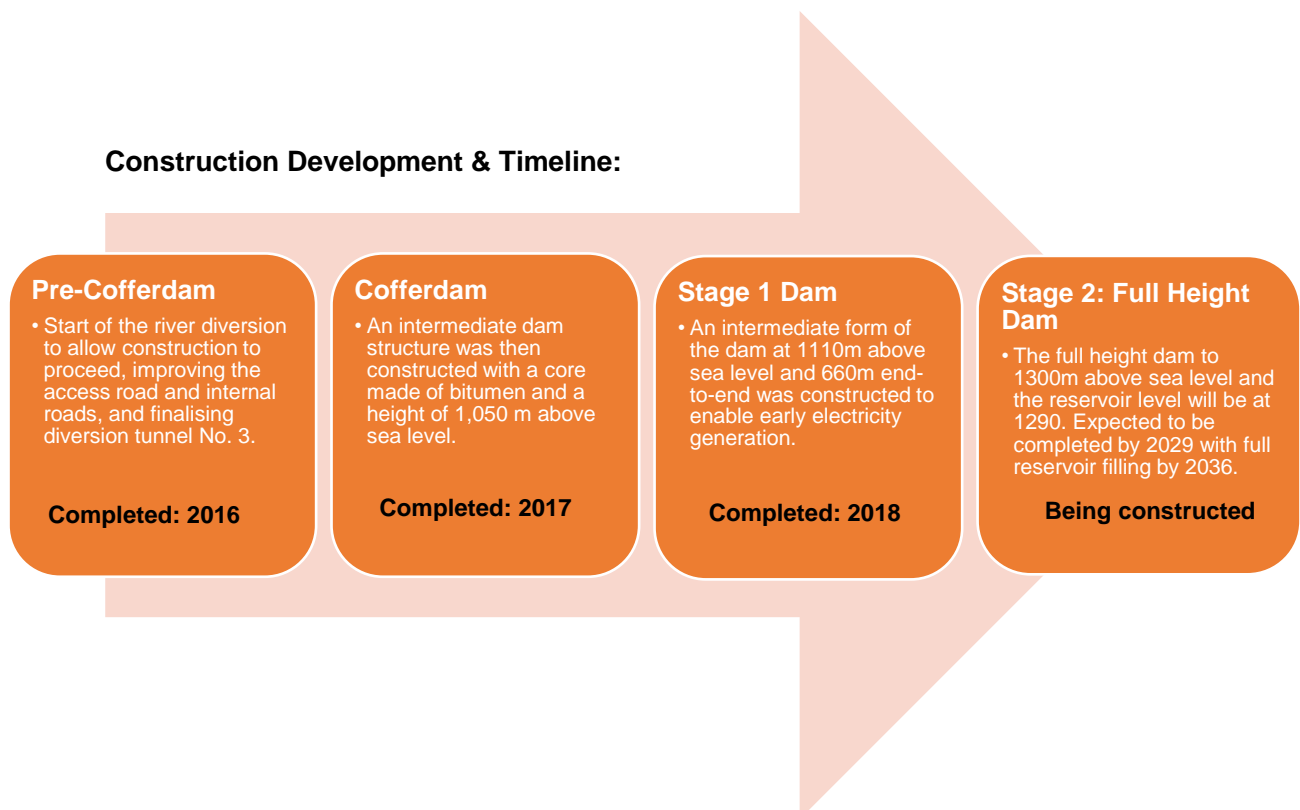 Construction Development & Timeline:
Pre-Cofferdam
• Start of the river diversion
to allow construction to
proceed, improving the
access road and internal
roads, and finalising
diversion tunnel No. 3.
Completed: 2016
Cofferdam
• An intermediate dam
structure was then
constructed with a core
made of bitumen and a
height of 1,050 m above
sea level.
Completed: 2017
Stage 1 Dam
• An intermediate form of
the dam at 1110m above
sea level and 660m end-
to-end was constructed to
enable early electricity
generation.
Completed: 2018
Stage 2: Full Height
Dam
• The full height dam to
1300m above sea level and
the reservoir level will be at
1290. Expected to be
completed by 2029 with full
reservoir filling by 2036.
Being constructed